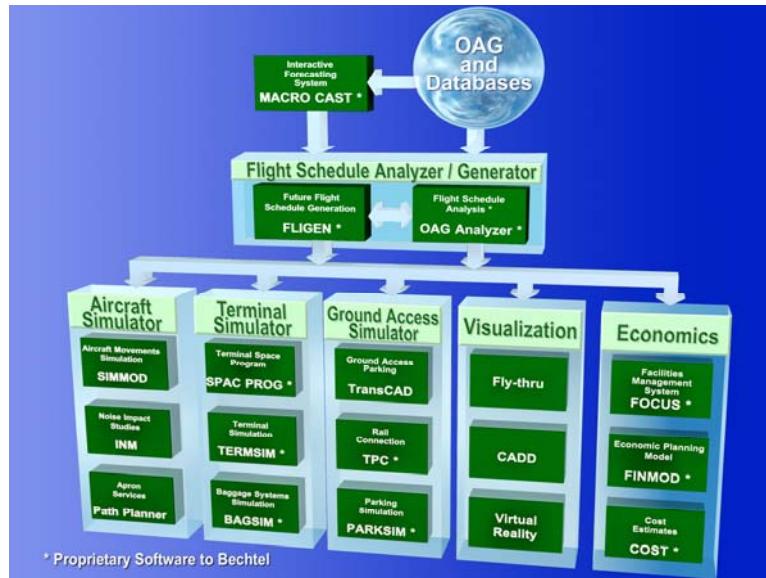 OAG
and
Databases
Interactive
Forecasting
System
MACRO CAST *
Flight Schedule Analyzer / Generator
Future Flight
Schedule Generation
FLIGEN *
Flight Schedule
Analysis *
OAG Analyzer *
Aircraft
Simulator
Aircraft Movements
Simulation
SIMMOD
Noise Impact
Studies
INM
Apron
Services
Path Planner
Terminal
Simulator
Terminal Space
Program
SPAC PROG *
Terminal
Simulation
TERMSIM *
Baggage Systems
Simulation
BAGSIM *
Ground Access
Simulator
Ground Access
Parking
TransCAD
Rail
Connection
TPC *
Parking
Simulation
PARKSIM *
Visualization
Fly-thru
CADD
Virtual
Reality
Economics
Facilities
Management
System
FOCUS *
Economic Planning
Model
FINMOD *
Cost
Estimates
COST *
* Proprietary Software to Bechtel